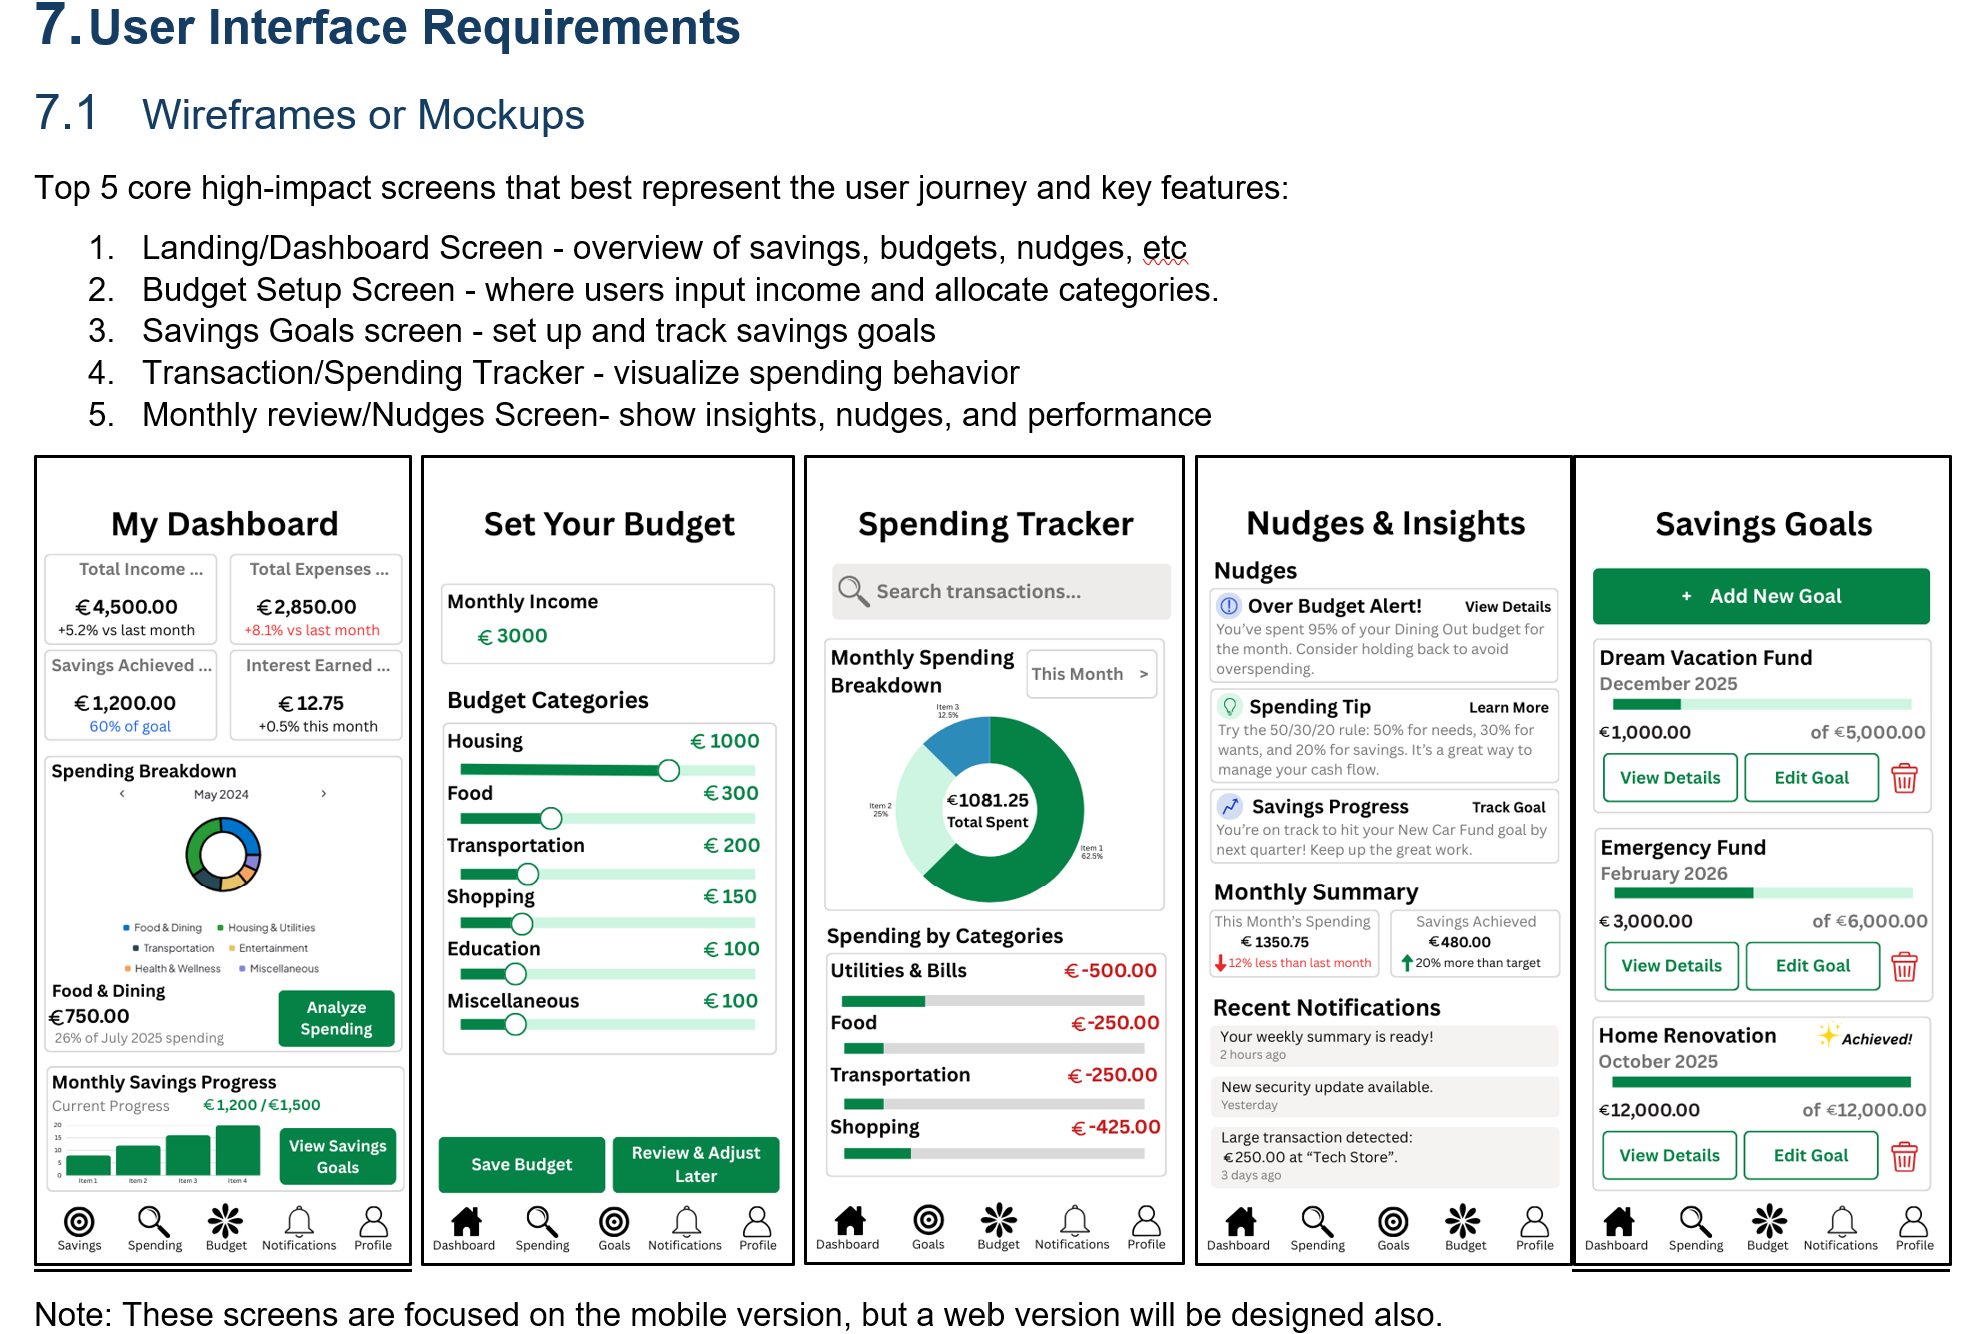 7. User Interface Requirements
7.1 Wireframes or Mockups
Top 5 core high-impact screens that best represent the user journey and key features:
1. Landing/Dashboard Screen - overview of savings, budgets, nudges, etc
2. Budget Setup Screen - where users input income and allocate categories.
3. Savings Goals screen - set up and track savings goals
4. Transaction/Spending Tracker - visualize spending behavior
5. Monthly review/Nudges Screen- show insights, nudges, and performance
My Dashboard
Total Income ...
€4,500.00
+5.2% vs last month
Total Expenses ...
€2,850.00
+8.1% vs last month
Savings Achieved ...
€1,200.00
60% of goal
Interest Earned ...
€ 12.75
+0.5% this month
Spending Breakdown
< May 2024 >
Food & Dining
Housing & Utilities
Transportation
Entertainment
Health & Wellness
Miscellaneous
Food & Dining
€750.00
26% of July 2025 spending
Analyze
Spending
Monthly Savings Progress
Current Progress €1,200 / €1,500
20
15
10
5
0
Item 1
Item 2
Item 3
Item 4
View Savings
Goals
Savings
Spending
Budget
Notifications
Profile
Set Your Budget
Monthly Income
€ 3000
Budget Categories
Housing € 1000
Food €300
Transportation € 200
Shopping € 150
Education € 100
Miscellaneous €100
Save Budget
Review & Adjust
Later
Dashboard
Spending
Goals
Notifications
Profile
Spending Tracker
Search transactions...
Monthly Spending
Breakdown
This Month >
Item 3
12.5%
Item 2
25%
€1081.25
Total Spent
Item 1
62.5%
Spending by Categories
Utilities & Bills €-500.00
Food €-250.00
Transportation €-250.00
Shopping €-425.00
Dashboard
Goals
Budget
Notifications
Profile
Nudges & Insights
Nudges
Over Budget Alert! View Details
You've spent 95% of your Dining Out budget for
the month. Consider holding back to avoid
overspending.
Spending Tip Learn More
Try the 50/30/20 rule: 50% for needs, 30% for
wants, and 20% for savings. It's a great way to
manage your cash flow.
Savings Progress Track Goal
You're on track to hit your New Car Fund goal by
next quarter! Keep up the great work.
Monthly Summary
This Month's Spending
€ 1350.75
12% less than last month
Savings Achieved
€480.00
20% more than target
Recent Notifications
Your weekly summary is ready!
2 hours ago
New security update available.
Yesterday
Large transaction detected:
€250.00 at “Tech Store”.
3 days ago
Dashboard
Spending
Goals
Budget
Profile
Savings Goals
+ Add New Goal
Dream Vacation Fund
December 2025
€1,000.00 of €5,000.00
View Details
Edit Goal
Emergency Fund
February 2026
€3,000.00 of €6,000.00
View Details
Edit Goal
Home Renovation Achieved!
October 2025
€12,000.00 of €12,000.00
View Details
Edit Goal
Dashboard
Spending
Budget
Notifications
Profile
Note: These screens are focused on the mobile version, but a web version will be designed also.